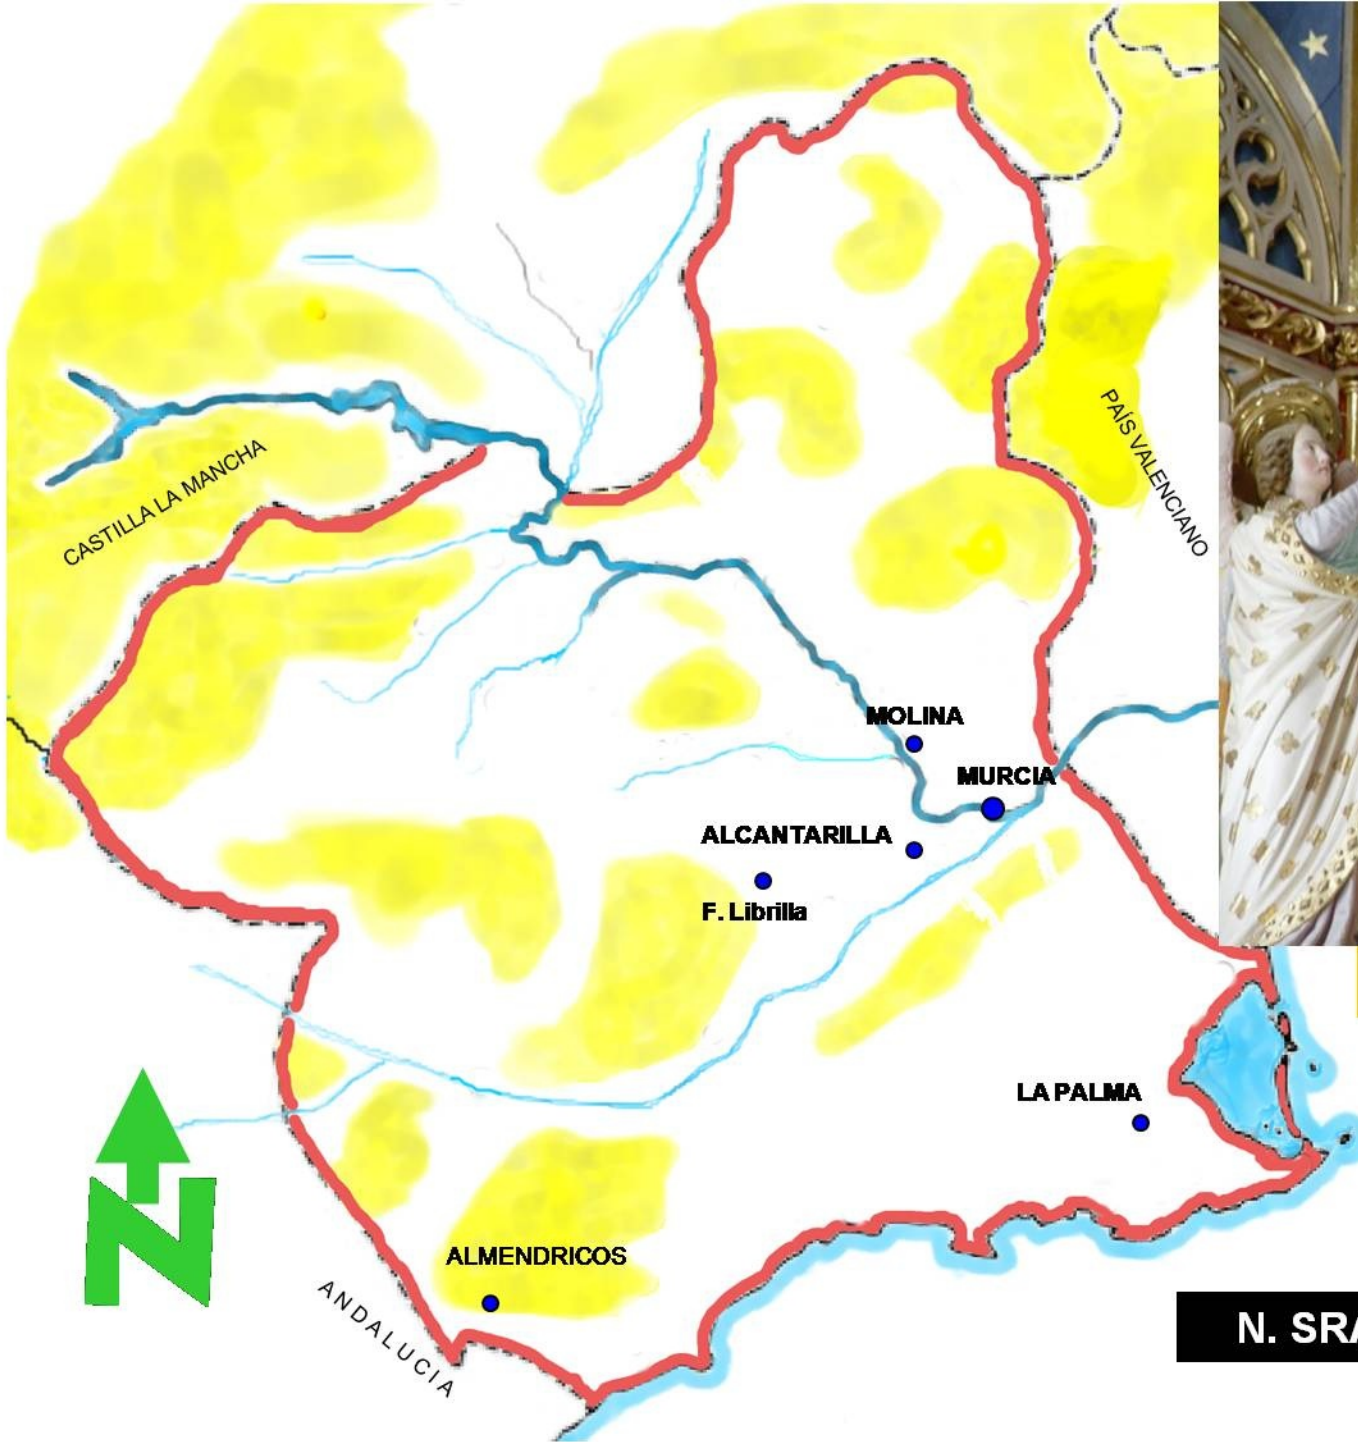 CASTILLA LA MANCHA
PAÍS VALENCIANO
MOLINA
MURCIA
ALCANTARILLA
F. Librilla
LA PALMA
ALMENDRICOS
ANDALUCIA
N
N. SRA